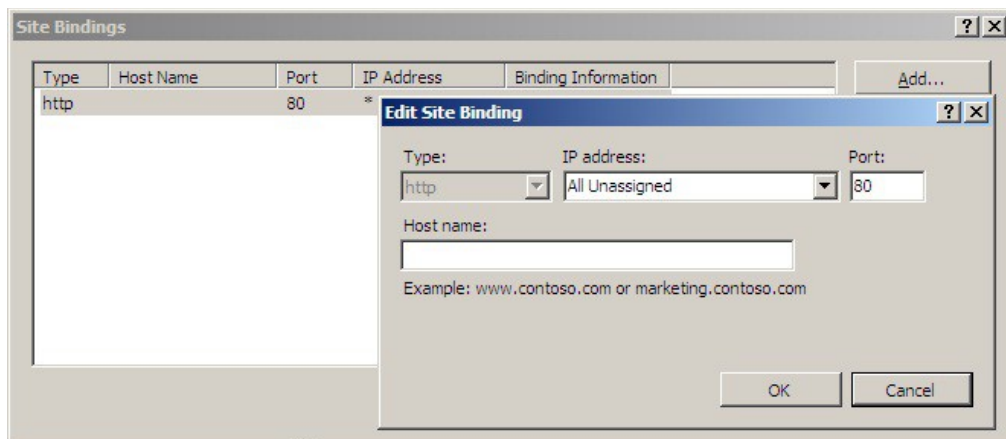 Site Bindings
Type Host Name Port IP Address Binding Information Add...
http 80 *
Edit Site Binding
Type: IP address: Port:
http All Unassigned 80
Host name:
Example: www.contoso.com or marketing.contoso.com
OK Cancel